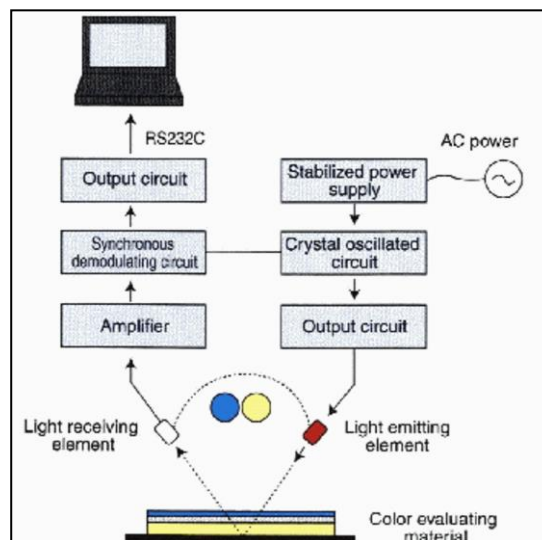 RS232C
AC power
Output circuit
Stabilized power
supply
Synchronous
demodulating circuit
Crystal oscillated
circuit
Amplifier
Output circuit
Light receiving
element
Light emitting
element
Color evaluating
material